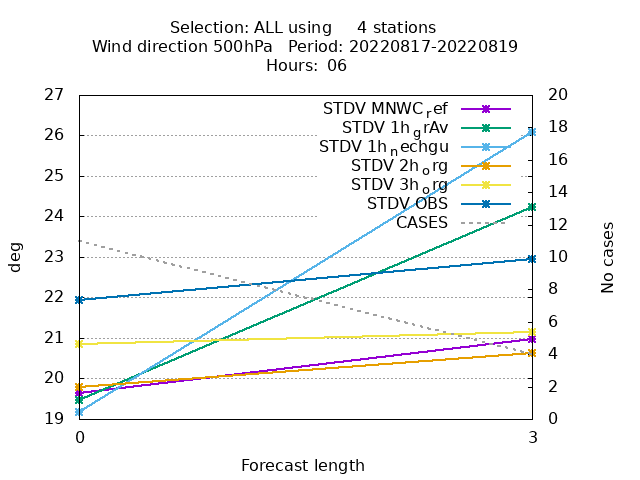 Selection: ALL using     4 stations
Wind direction 500hPa   Period: 20220817-20220819
Hours: 06
27
26
25
24
23
22
21
20
19
20
18
16
14
12
10
8
6
4
2
0
STDV MNWC_ref
STDV 1h_grAv
STDV 1h_nechgu
STDV 2h_org
STDV 3h_org
STDV OBS
CASES
deg
No cases
0
3
Forecast length